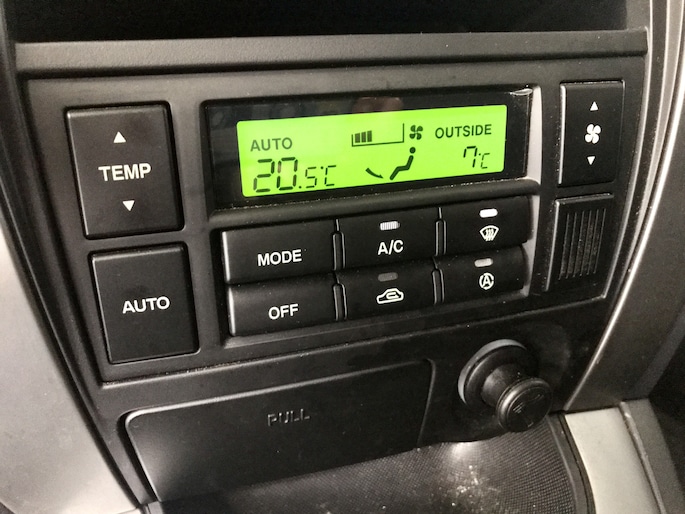 AUTO
OUTSIDE
20.5°C
7°C
TEMP
MODE
A/C
AUTO
OFF
A
PULL